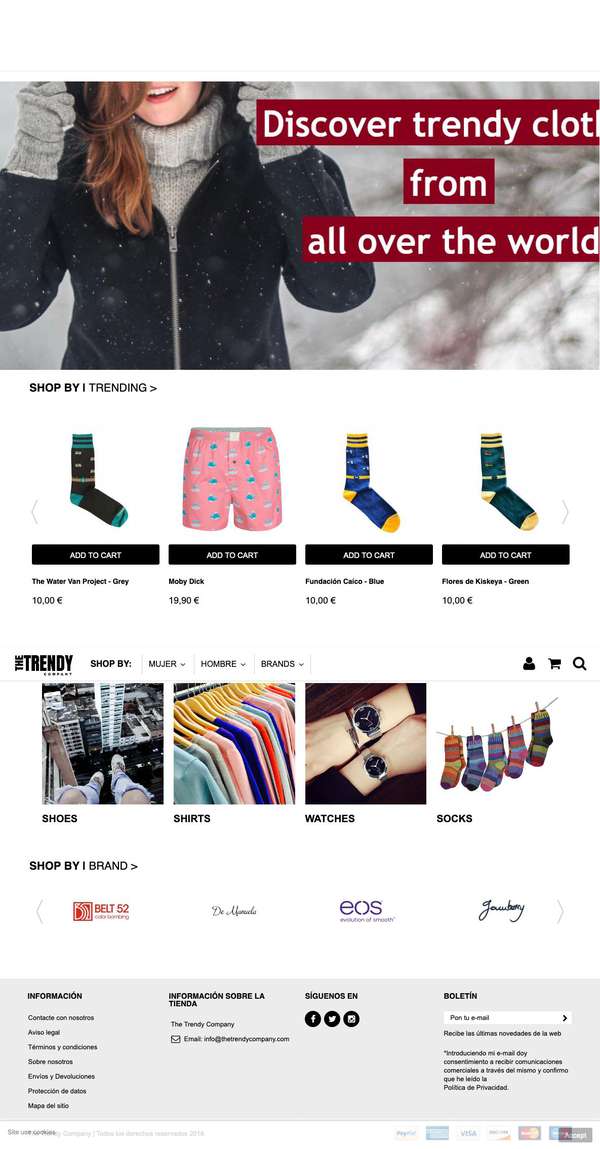 Discover trendy clot
from
all over the world
SHOP BY | TRENDING >
ADD TO CART
ADD TO CART
ADD TO CART
ADD TO CART
The Water Van Project - Grey
Moby Dick
Fundación Caico - Blue
Flores de Kiskeya - Green
10,00 €
19,90 €
10,00 €
10,00 €
THE TRENDY COMPANY
SHOP BY:
MUJER
HOMBRE
BRANDS
SHOES
SHIRTS
WATCHES
SOCKS
SHOP BY | BRAND >
BELT 52
color bombing
De Manuela
eos
evolution of smooth
INFORMACIÓN
Contacte con nosotros
Aviso legal
Términos y condiciones
Sobre nosotros
Envíos y Devoluciones
Protección de datos
Mapa del sitio
INFORMACIÓN SOBRE LA
TIENDA
The Trendy Company
Email: info@thetrendycompany.com
SÍGUENOS EN
BOLETÍN
Pon tu e-mail
Recibe las últimas novedades de la web
*Introduciendo mi e-mail doy
consentimiento a recibir comunicaciones
comerciales a través del mismo y confirmo
que he leído la
Política de Privacidad.
Site use cookies
The Trendy Company | Todos los derechos reservados 2016
PayPal
VISA
DISCOVER
Accept